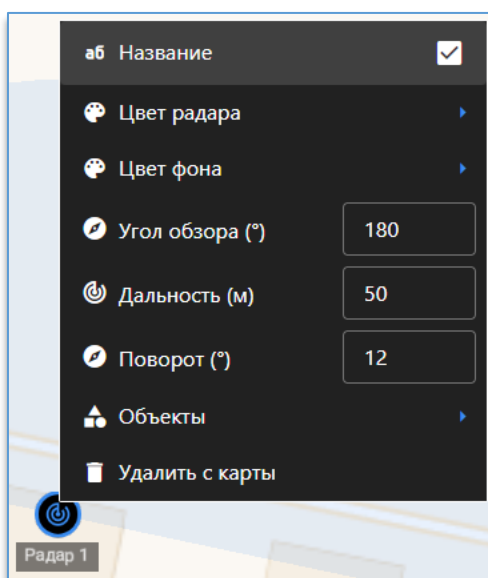 аб Название
Цвет радара
Цвет фона
Угол обзора (°) 180
Дальность (м) 50
Поворот (°) 12
Объекты
Удалить с карты
Радар 1